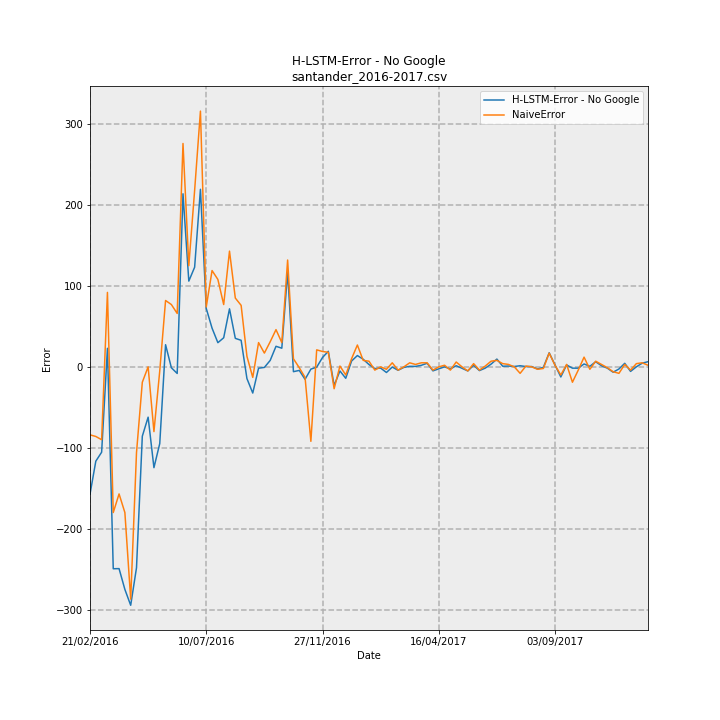 H-LSTM-Error - No Google
santander_2016-2017.csv
H-LSTM-Error - No Google
NaiveError
300
200
100
0
−100
−200
−300
Error
21/02/2016
10/07/2016
27/11/2016
16/04/2017
03/09/2017
Date